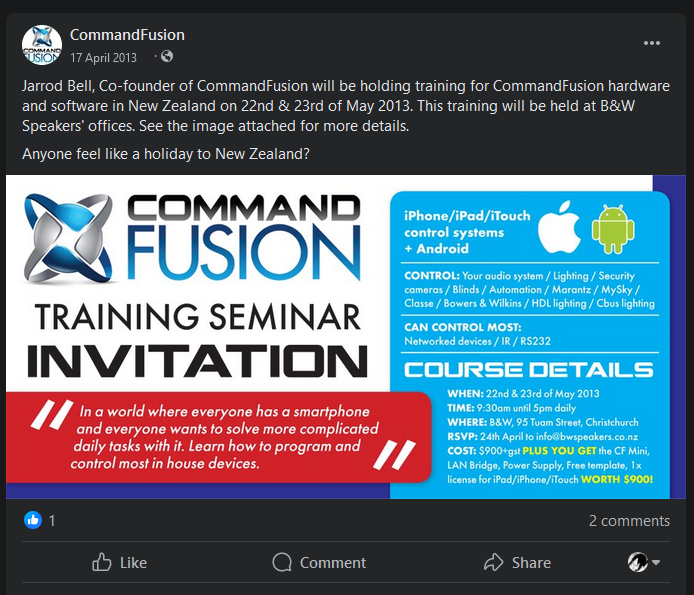 CommandFusion
17 April 2013 ·
Jarrod Bell, Co-founder of CommandFusion will be holding training for CommandFusion hardware
and software in New Zealand on 22nd & 23rd of May 2013. This training will be held at B&W
Speakers' offices. See the image attached for more details.
Anyone feel like a holiday to New Zealand?
COMMAND
FUSION
TRAINING SEMINAR
INVITATION
"In a world where everyone has a smartphone
and everyone wants to solve more complicated
daily tasks with it. Learn how to program and
control most in house devices."
iPhone/iPad/iTouch
control systems
+ Android
CONTROL: Your audio system / Lighting / Security
cameras / Blinds / Automation / Marantz / MySky /
Classe / Bowers & Wilkins / HDL lighting / Cbus lighting
CAN CONTROL MOST:
Networked devices / IR / RS232
COURSE DETAILS
WHEN: 22nd & 23rd of May 2013
TIME: 9:30am until 5pm daily
WHERE: B&W, 95 Tuam Street, Christchurch
RSVP: 24th April to info@bwspeakers.co.nz
COST: $900+gst PLUS YOU GET the CF Mini,
LAN Bridge, Power Supply, Free template, 1x
license for iPad/iPhone/iTouch WORTH $900!
1
2 comments
Like
Comment
Share